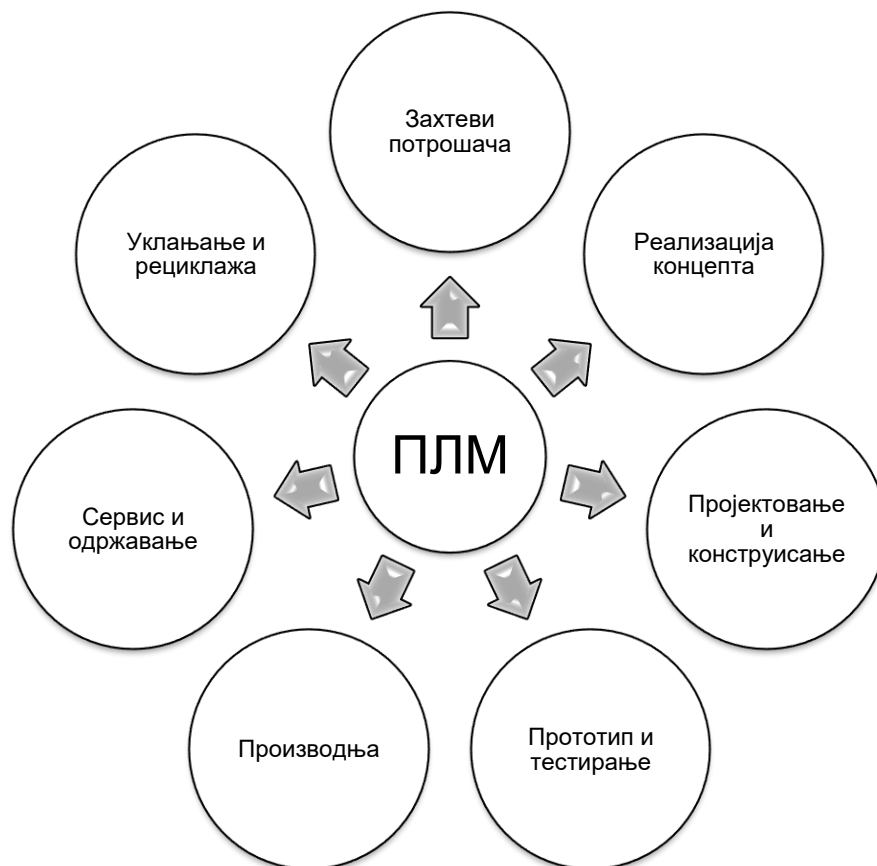 Захтеви
потрошача
Реализација
концепта
Пројектовање
и
конструисање
Прототип и
тестирање
Производња
Сервис и
одржавање
Уклањање и
рециклажа
ПЛМ